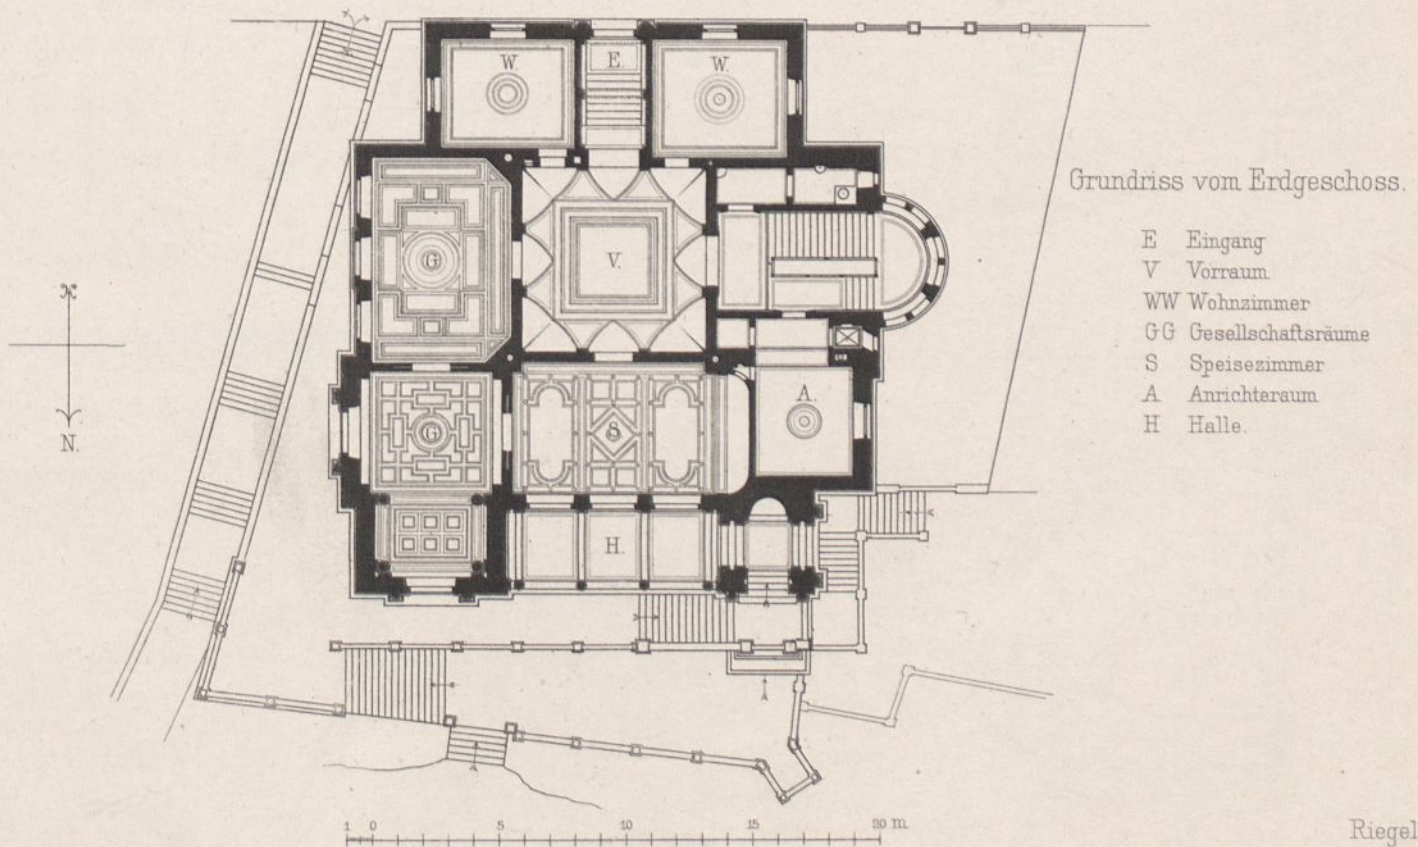 W.
E
W.
Grundriss vom Erdgeschoss.
E Eingang
V Vorraum
WW Wohnzimmer
GG Gesellschaftsräume
S Speisezimmer
A Anrichteraum
H Halle.
G
V.
N.
G
S
A.
H.
1 0 5 10 15 20 m.
Riegel